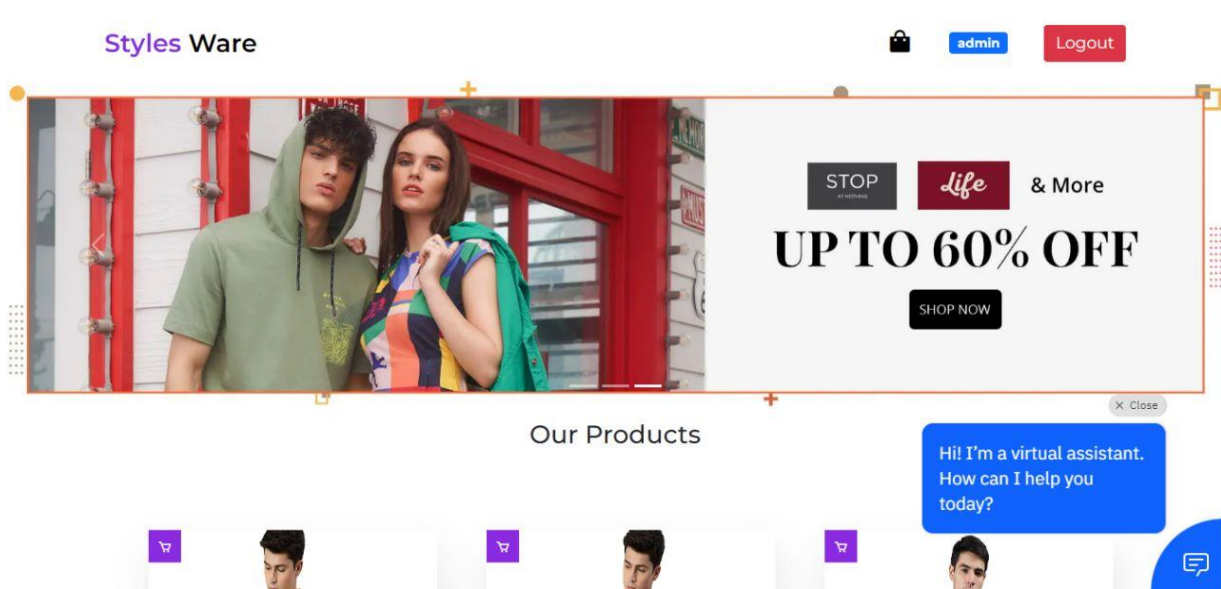 Styles Ware
admin
Logout
STOP
Life
& More
UP TO 60% OFF
SHOP NOW
Close
Our Products
Hi! I'm a virtual assistant.
How can I help you
today?